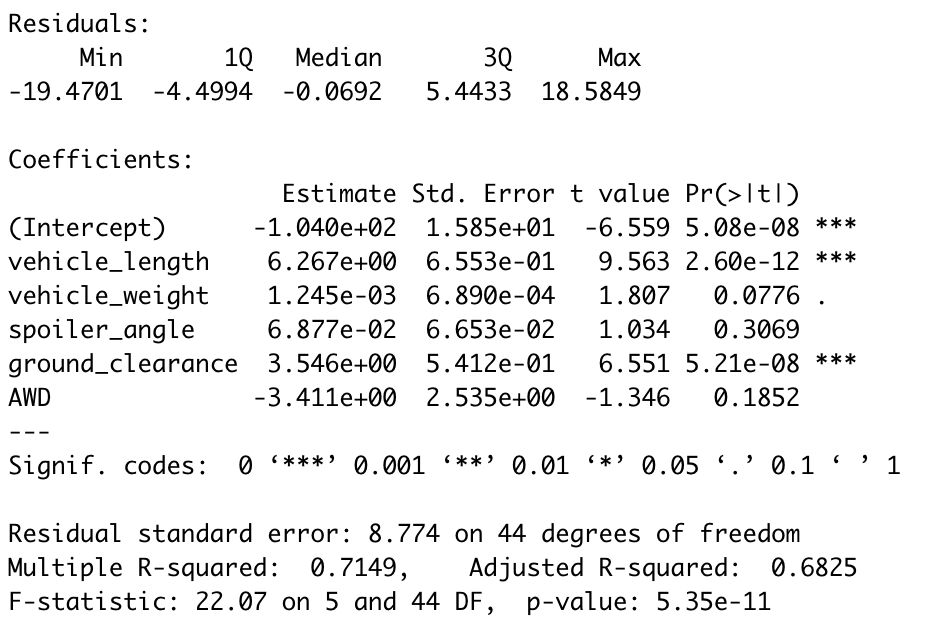 Residuals:
     Min       1Q   Median       3Q      Max
-19.4701  -4.4994  -0.0692   5.4433  18.5849
Coefficients:
                   Estimate Std. Error t value Pr(>|t|)
(Intercept)      -1.040e+02  1.585e+01  -6.559 5.08e-08 ***
vehicle_length    6.267e+00  6.553e-01   9.563 2.60e-12 ***
vehicle_weight    1.245e-03  6.890e-04   1.807   0.0776 .
spoiler_angle     6.877e-02  6.653e-02   1.034   0.3069
ground_clearance  3.546e+00  5.412e-01   6.551 5.21e-08 ***
AWD              -3.411e+00  2.535e+00  -1.346   0.1852
---
Signif. codes:  0 ‘***’ 0.001 ‘**’ 0.01 ‘*’ 0.05 ‘.’ 0.1 ‘ ’ 1
Residual standard error: 8.774 on 44 degrees of freedom
Multiple R-squared:  0.7149,    Adjusted R-squared:  0.6825
F-statistic: 22.07 on 5 and 44 DF,  p-value: 5.35e-11